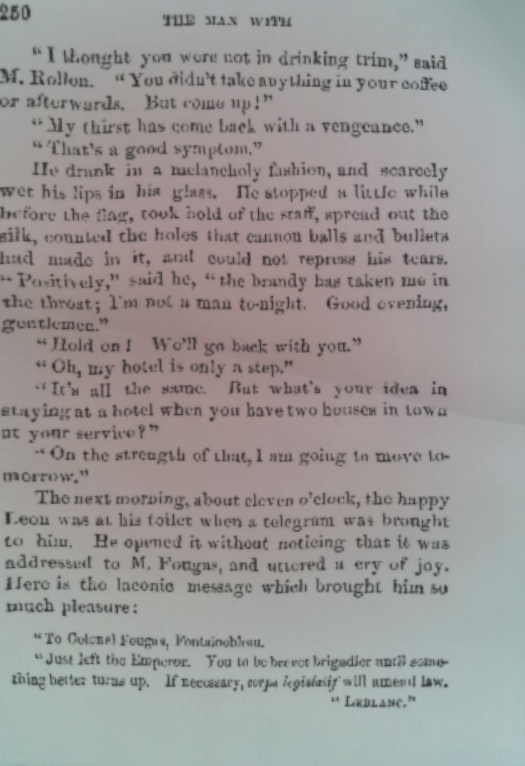 250
THE MAN WITH
"I thought you were not in drinking trim," said
M. Rollon. "You didn't take anything in your coffee
or afterwards. But come up!"
"My thirst has come back with a vengeance."
"That's a good symptom."
He drank in a melancholy fashion, and scarcely
wet his lips in his glass. He stopped a little while
before the flag, took hold of the staff, spread out the
silk, counted the holes that cannon balls and bullets
had made in it, and could not repress his tears.
"Positively," said he, "the brandy has taken me in
the throat; I'm not a man to-night. Good evening,
gentlemen."
"Hold on! We'll go back with you."
"Oh, my hotel is only a step."
"It's all the same. But what's your idea in
staying at a hotel when you have two houses in town
at your service?"
"On the strength of that, I am going to move to-
morrow."
The next morning, about eleven o'clock, the happy
Leon was at his toilet when a telegram was brought
to him. He opened it without noticing that it was
addressed to M. Fougas, and uttered a cry of joy.
Here is the laconic message which brought him so
much pleasure:
"To Colonel Fougas, Fontainebleau.
"Just left the Emperor. You to be brevet brigadier until some-
thing better turns up. If necessary, corps legislatif will amend law.
"LEBLANC."